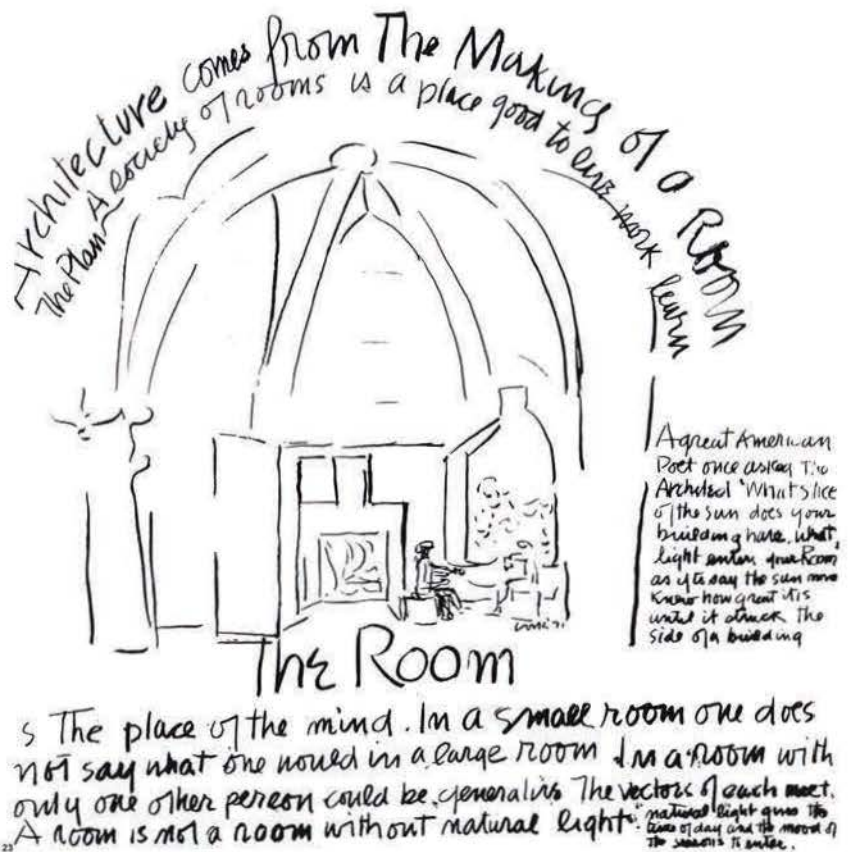 Architecture comes from The Making of a Room
The Plan A society of rooms is a place good to live work learn
A great American
Poet once asked The
Architect 'What slice
of the sun does your
building have, what
light enters your Room'
as if to say the sun never
knew how great it is
until it struck the
side of a building
The Room
s The place of the mind. In a small room one does
not say what one would in a large room In a room with
only one other person could be generative The vectors of each meet.
A room is not a room without natural light
natural light gives the
time of day and the mood of
the seasons to enter.
23